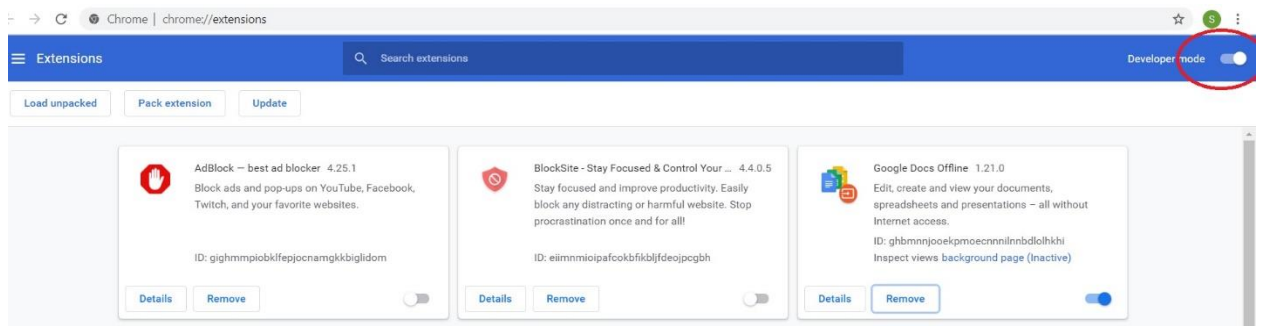 Chrome | chrome://extensions
S
Extensions
Search extensions
Developer mode
Load unpacked
Pack extension
Update
AdBlock — best ad blocker 4.25.1
Block ads and pop-ups on YouTube, Facebook,
Twitch, and your favorite websites.
ID: gighmmpiobklfepjocnamgkkbiglidom
Details
Remove
BlockSite - Stay Focused & Control Your ... 4.4.0.5
Stay focused and improve productivity. Easily
block any distracting or harmful website. Stop
procrastination once and for all!
ID: eiimnmioipafcokbfikbljfdeojpcgbh
Details
Remove
Google Docs Offline 1.21.0
Edit, create and view your documents,
spreadsheets and presentations – all without
Internet access.
ID: ghbmnnjooekpmoecnnnilnnbdlolhkhi
Inspect views background page (Inactive)
Details
Remove